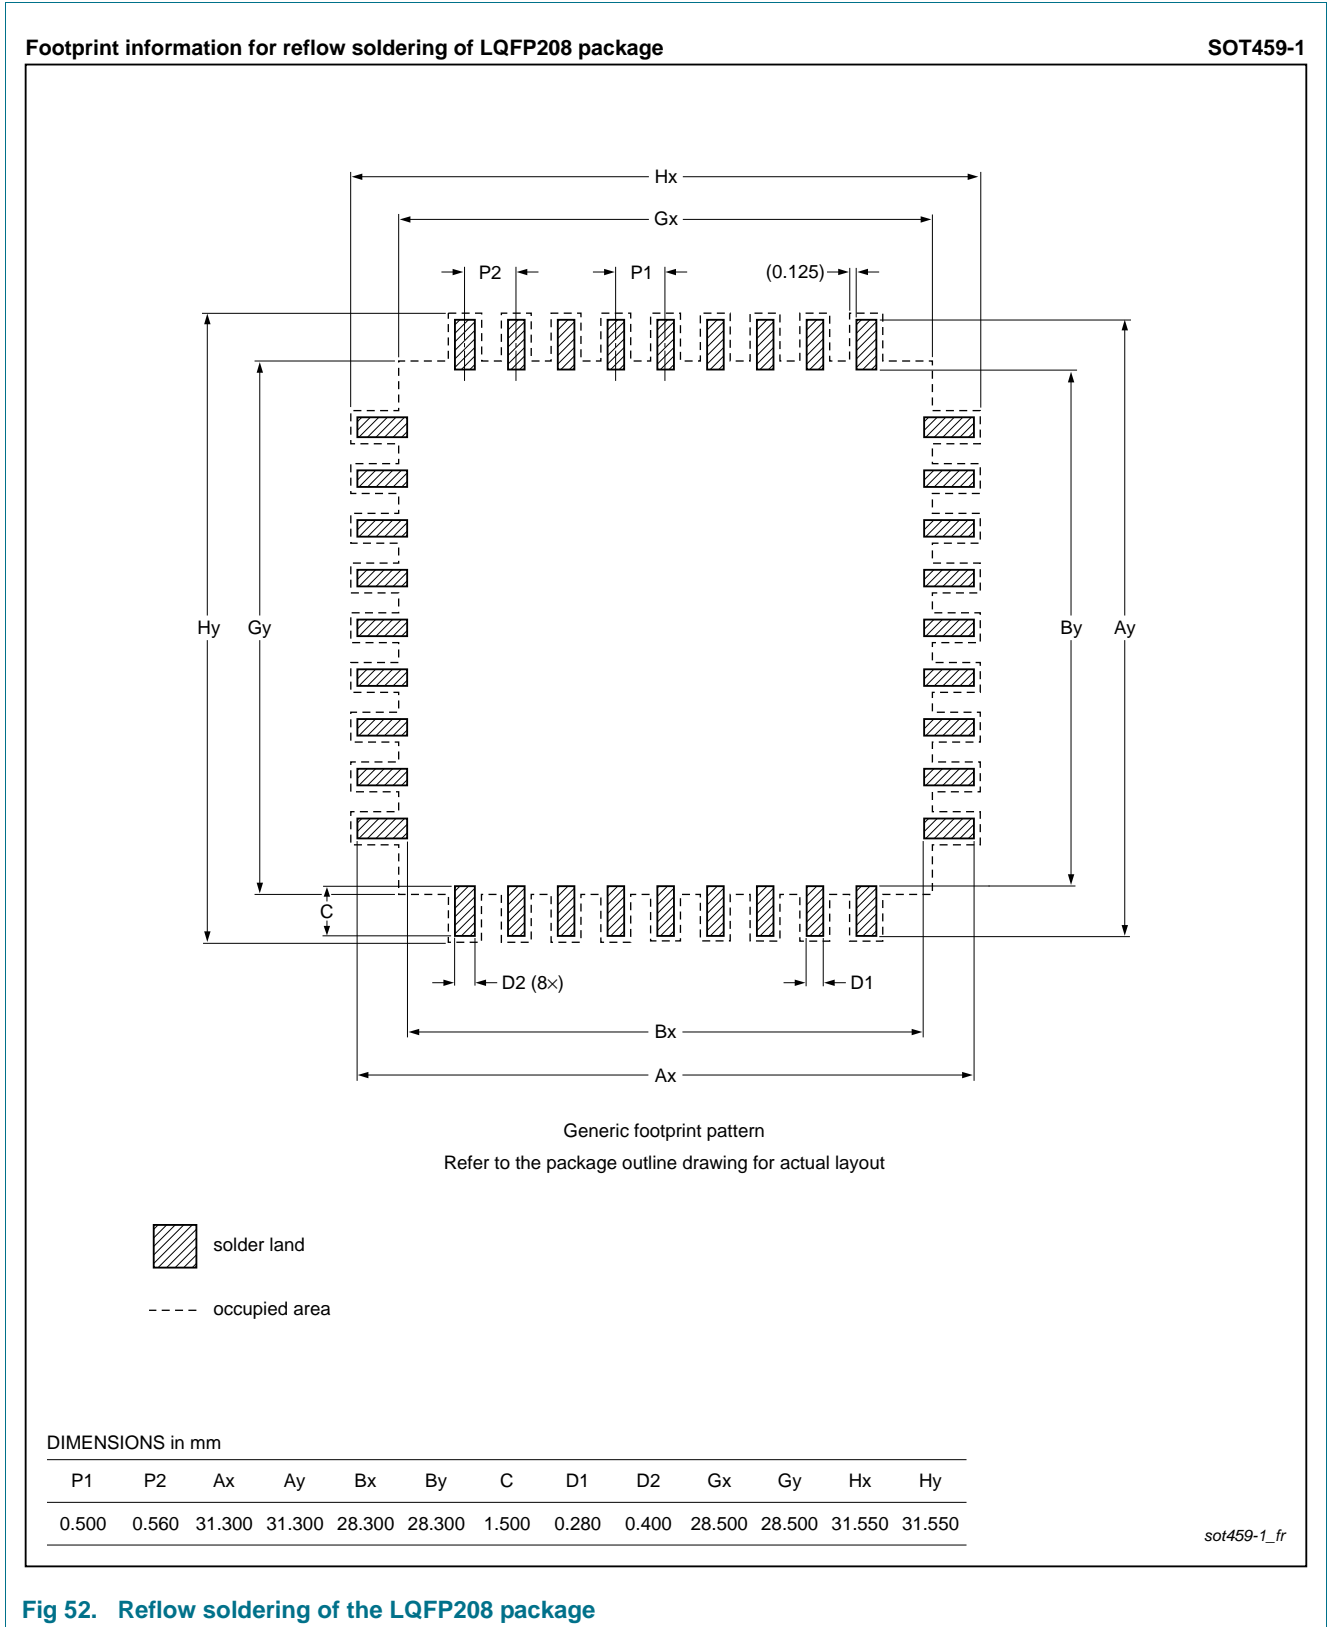 Footprint information for reflow soldering of LQFP208 package SOT459-1
Hx
Gx
P2 P1 (0.125)
Hy Gy By Ay
C
D2 (8×) D1
Bx
Ax
Generic footprint pattern
Refer to the package outline drawing for actual layout
solder land
occupied area
DIMENSIONS in mm
P1 P2 Ax Ay Bx By C D1 D2 Gx Gy Hx Hy
0.500 0.560 31.300 31.300 28.300 28.300 1.500 0.280 0.400 28.500 28.500 31.550 31.550
sot459-1_fr
Fig 52. Reflow soldering of the LQFP208 package